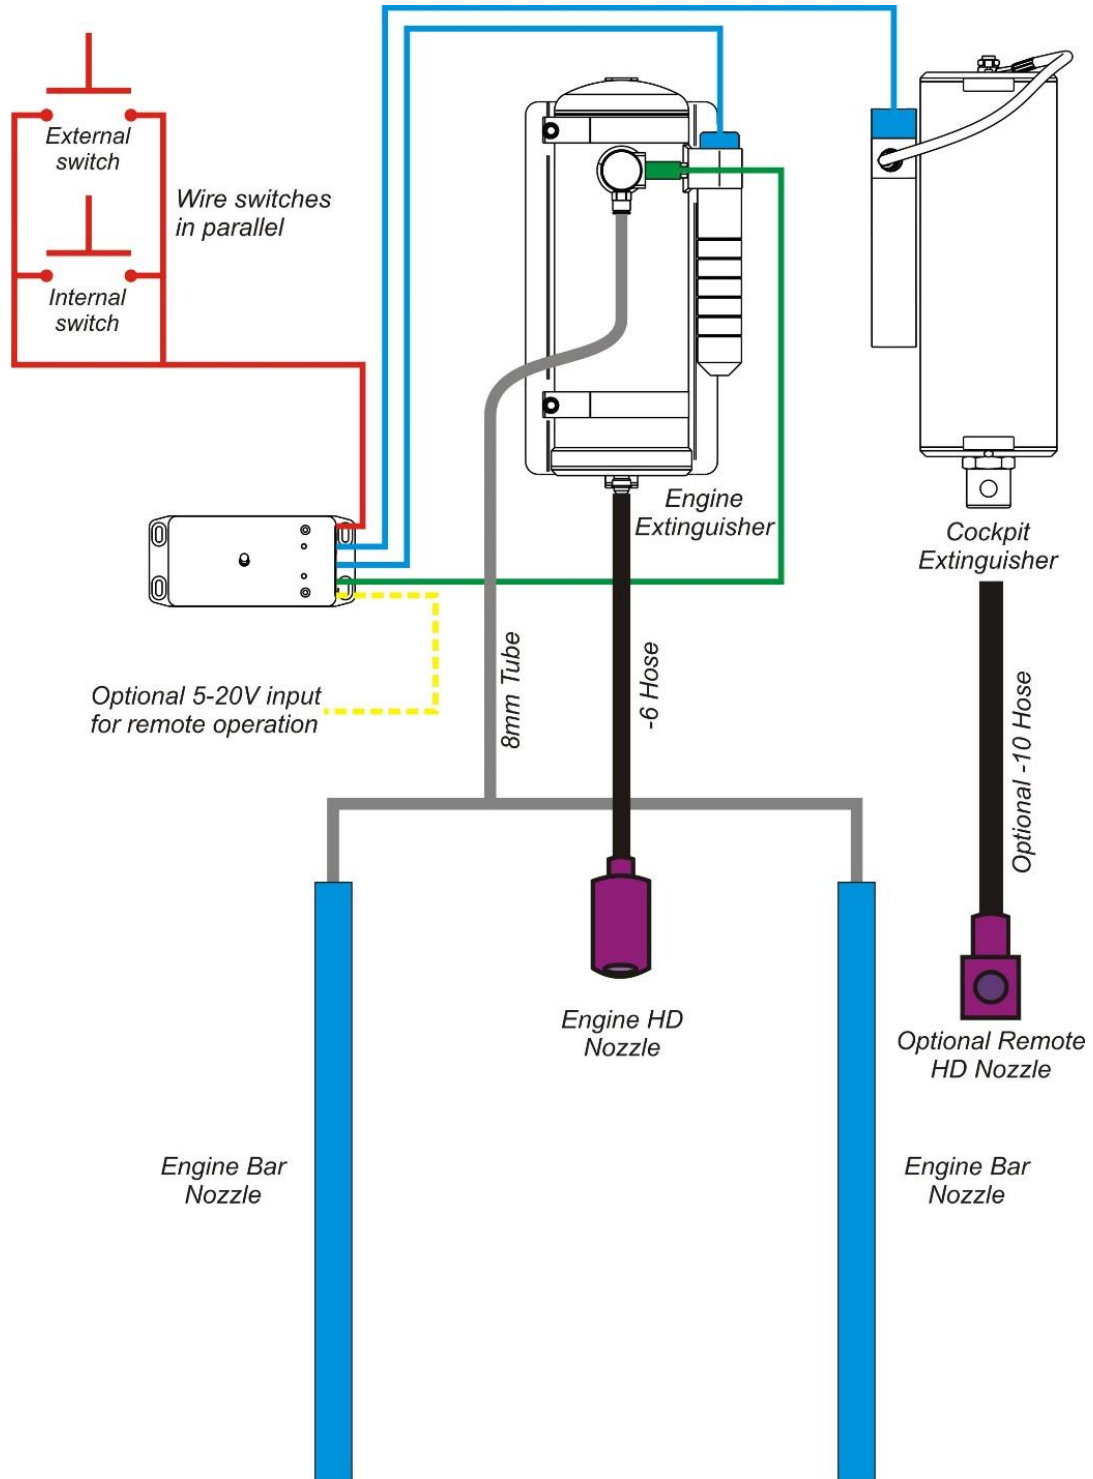 External
switch
Wire switches
in parallel
Internal
switch
Engine
Extinguisher
Cockpit
Extinguisher
Optional 5-20V input
for remote operation
8mm Tube
-6 Hose
Optional -10 Hose
Engine HD
Nozzle
Optional Remote
HD Nozzle
Engine Bar
Nozzle
Engine Bar
Nozzle